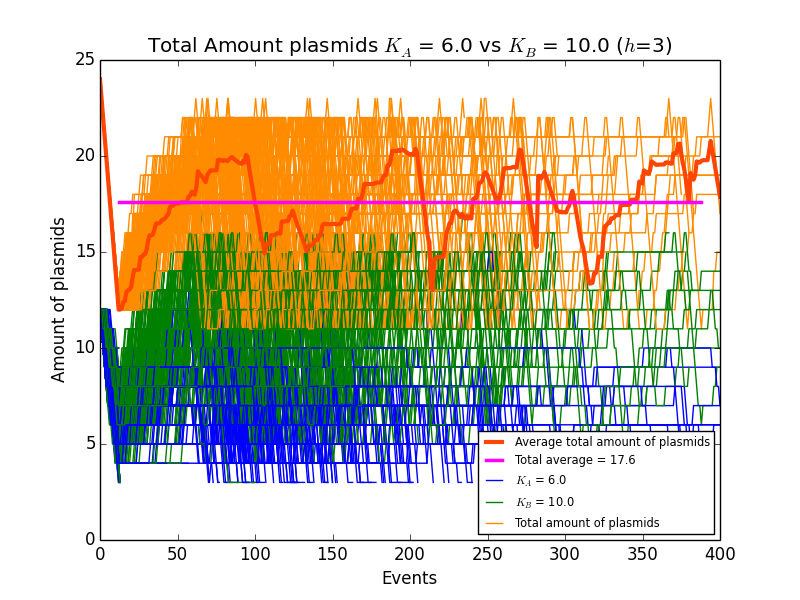 Total Amount plasmids K_A = 6.0 vs K_B = 10.0 (h=3)
25
20
15
10
5
0
Amount of plasmids
0 50 100 150 200 250 300 350 400
Events
Average total amount of plasmids
Total average = 17.6
K_A = 6.0
K_B = 10.0
Total amount of plasmids